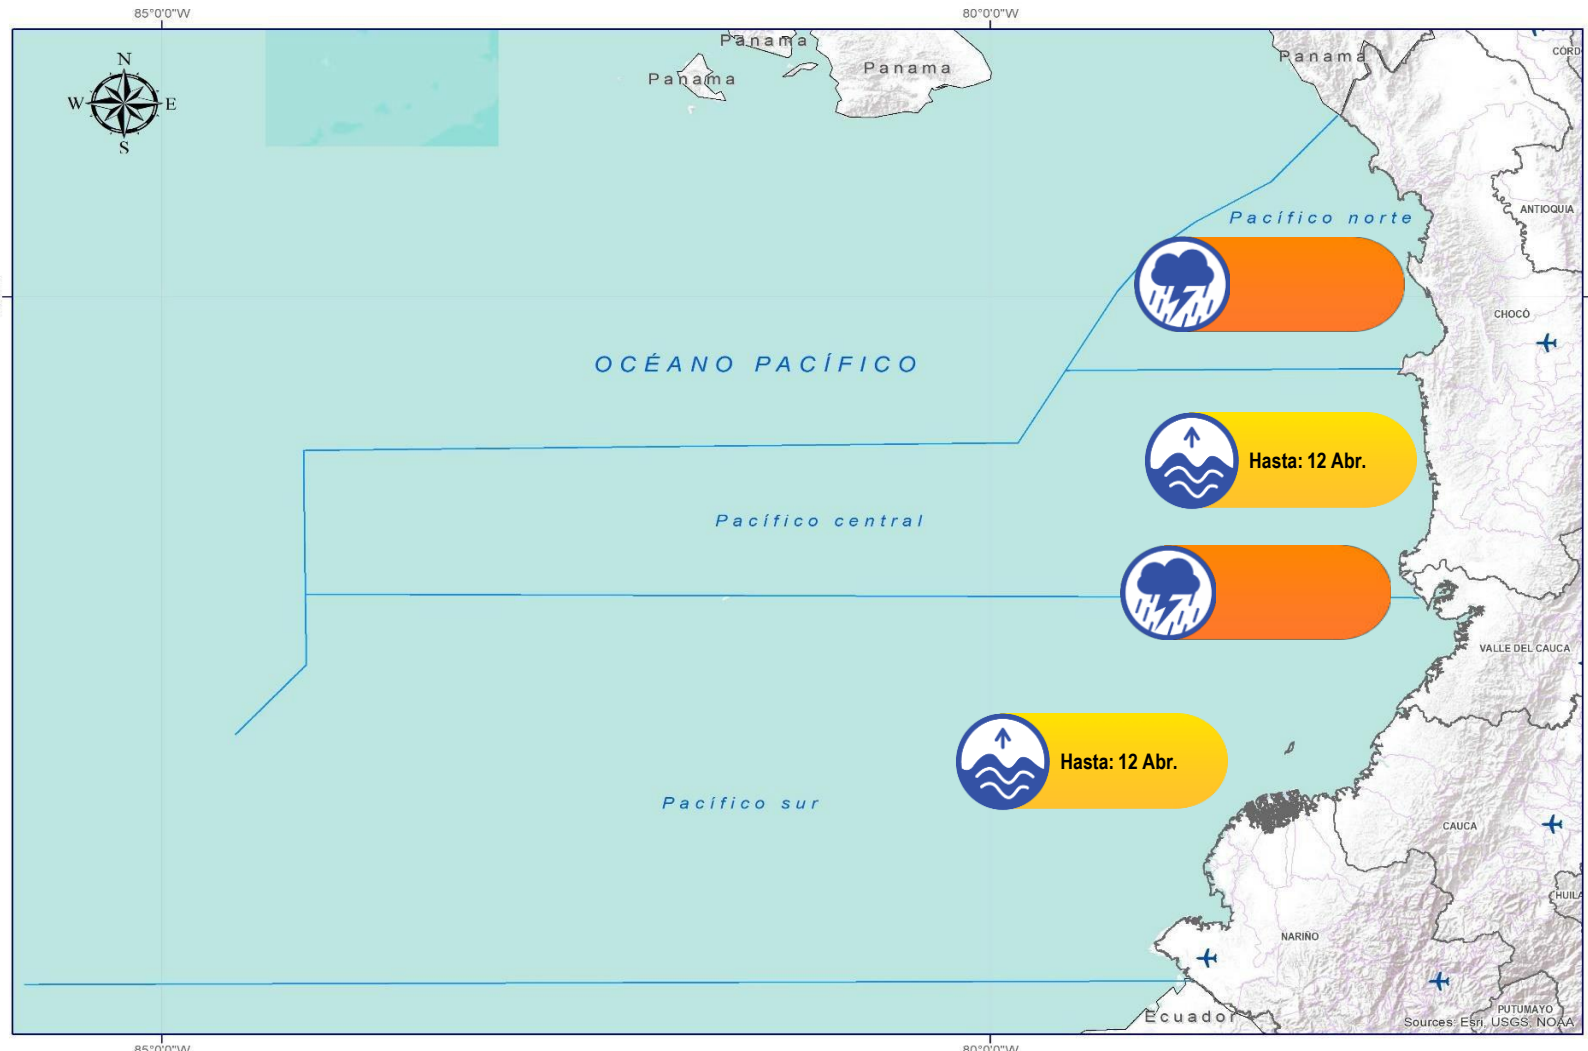 85°0'0"W
80°0'0"W
N
W
E
S
Panama
Panama
Panama
Panama
CÓRD
ANTIOQUIA
Pacífico norte
CHOCÓ
OCÉANO PACÍFICO
Hasta: 12 Abr.
Pacífico central
VALLE DEL CAUCA
Hasta: 12 Abr.
Pacífico sur
CAUCA
HUILA
NARIÑO
PUTUMAYO
Ecuador
Sources: Esri, USGS, NOAA
85°0'0"W
80°0'0"W